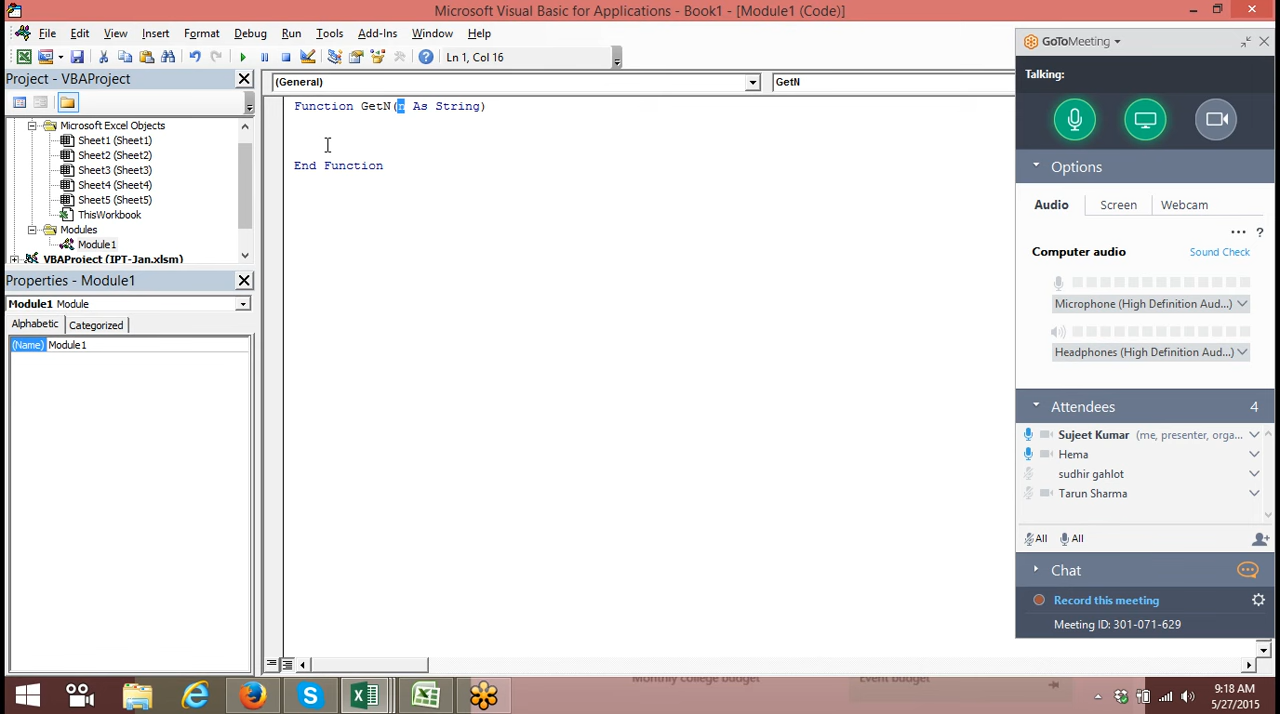 Microsoft Visual Basic for Applications - Book1 - [Module1 (Code)]
File Edit View Insert Format Debug Run Tools Add-Ins Window Help
Ln 1, Col 16
Project - VBAProject
Microsoft Excel Objects
Sheet1 (Sheet1)
Sheet2 (Sheet2)
Sheet3 (Sheet3)
Sheet4 (Sheet4)
Sheet5 (Sheet5)
ThisWorkbook
Modules
Module1
VBAProject (IPT-Jan.xlsm)
Properties - Module1
Module1 Module
Alphabetic Categorized
(Name) Module1
(General) GetN
Function GetN(n As String)
End Function
GoToMeeting
Talking:
Options
Audio Screen Webcam
... ?
Computer audio Sound Check
Microphone (High Definition Aud...)
Headphones (High Definition Aud...)
Attendees 4
Sujeet Kumar (me, presenter, orga...
Hema
sudhir gahlot
Tarun Sharma
All All
Chat
Record this meeting
Meeting ID: 301-071-629
Monthly college budget Event budget
9:18 AM
5/27/2015